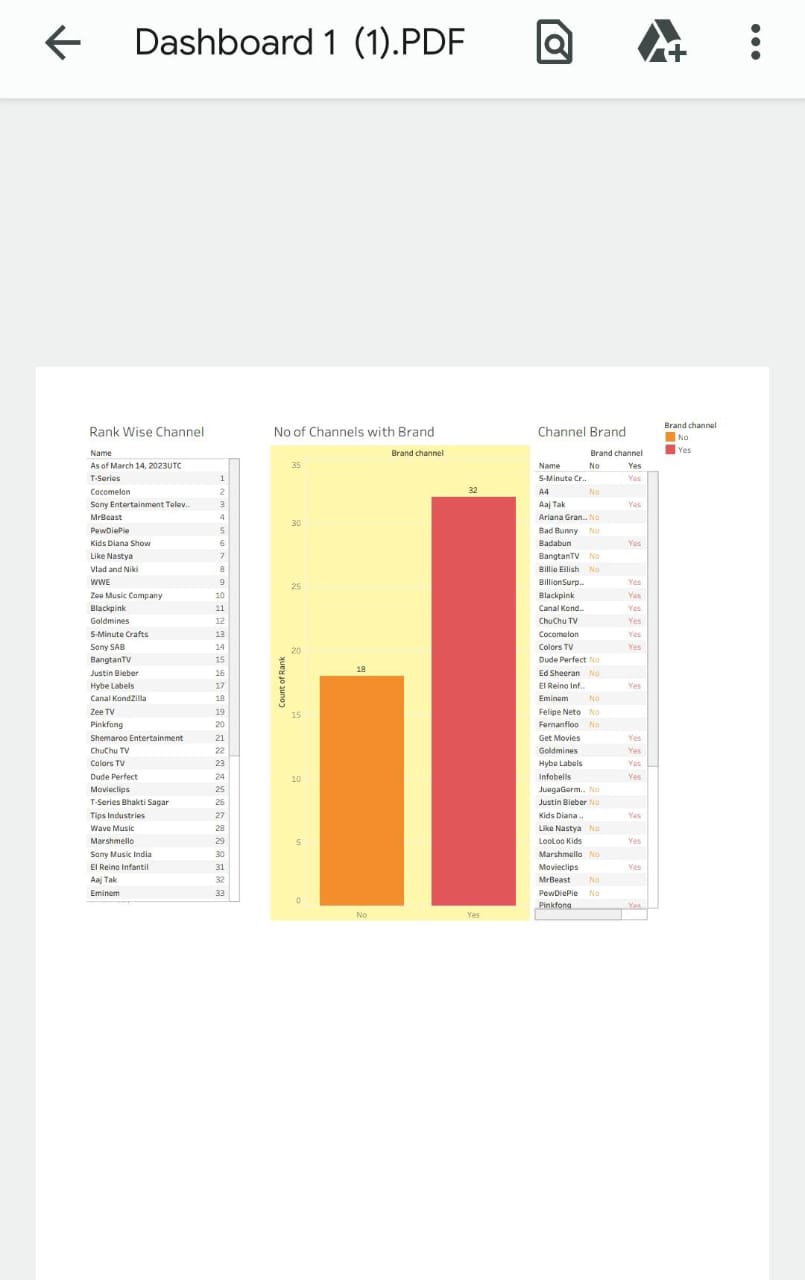 Dashboard 1 (1).PDF
Rank Wise Channel
Name
As of March 14, 2023UTC
T-Series 1
Cocomelon 2
Sony Entertainment Telev.. 3
MrBeast 4
PewDiePie 5
Kids Diana Show 6
Like Nastya 7
Vlad and Niki 8
WWE 9
Zee Music Company 10
Blackpink 11
Goldmines 12
5-Minute Crafts 13
Sony SAB 14
BangtanTV 15
Justin Bieber 16
Hybe Labels 17
Canal KondZilla 18
Zee TV 19
Pinkfong 20
Shemaroo Entertainment 21
ChuChu TV 22
Colors TV 23
Dude Perfect 24
Movieclips 25
T-Series Bhakti Sagar 26
Tips Industries 27
Wave Music 28
Marshmello 29
Sony Music India 30
El Reino Infantil 31
Aaj Tak 32
Eminem 33
No of Channels with Brand
Brand channel
Count of Rank
35
30
25
20
15
10
5
0
18
32
No Yes
Channel Brand
Brand channel
Name No Yes
5-Minute Cr.. Yes
A4 No
Aaj Tak Yes
Ariana Gran.. No
Bad Bunny No
Badabun Yes
BangtanTV No
Billie Eilish No
BillionSurp.. Yes
Blackpink Yes
Canal Kond.. Yes
ChuChu TV Yes
Cocomelon Yes
Colors TV Yes
Dude Perfect No
Ed Sheeran No
El Reino Inf.. Yes
Eminem No
Felipe Neto No
Fernanfloo No
Get Movies Yes
Goldmines Yes
Hybe Labels Yes
Infobells Yes
JuegaGerm.. No
Justin Bieber No
Kids Diana .. Yes
Like Nastya No
LooLoo Kids Yes
Marshmello No
Movieclips Yes
MrBeast No
PewDiePie No
Pinkfong Yes
Brand channel
No
Yes